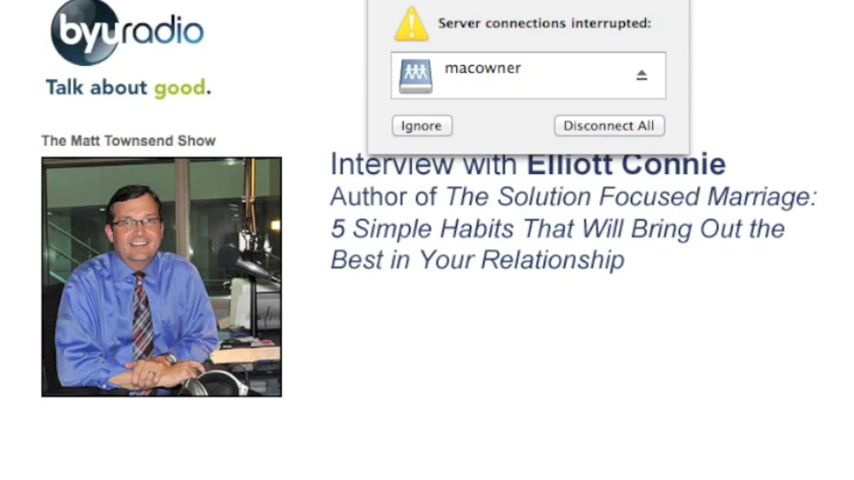 byuradio
Talk about good.
Server connections interrupted:
macowner
Ignore
Disconnect All
The Matt Townsend Show
Interview with Elliott Connie
Author of The Solution Focused Marriage:
5 Simple Habits That Will Bring Out the
Best in Your Relationship